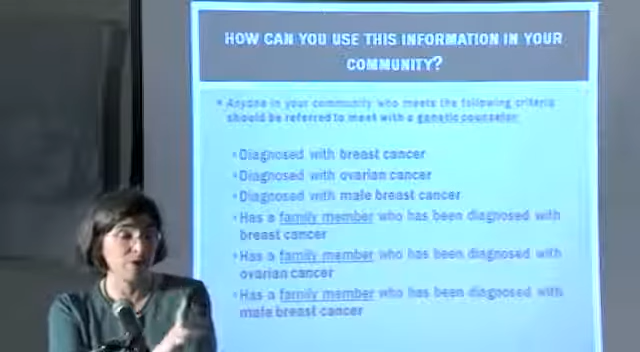 HOW CAN YOU USE THIS INFORMATION IN YOUR
COMMUNITY?
• Anyone in your community who meets the following criteria
should be referred to meet with a genetic counselor:
• Diagnosed with breast cancer
• Diagnosed with ovarian cancer
• Diagnosed with male breast cancer
• Has a family member who has been diagnosed with
breast cancer
• Has a family member who has been diagnosed with
ovarian cancer
• Has a family member who has been diagnosed with
male breast cancer